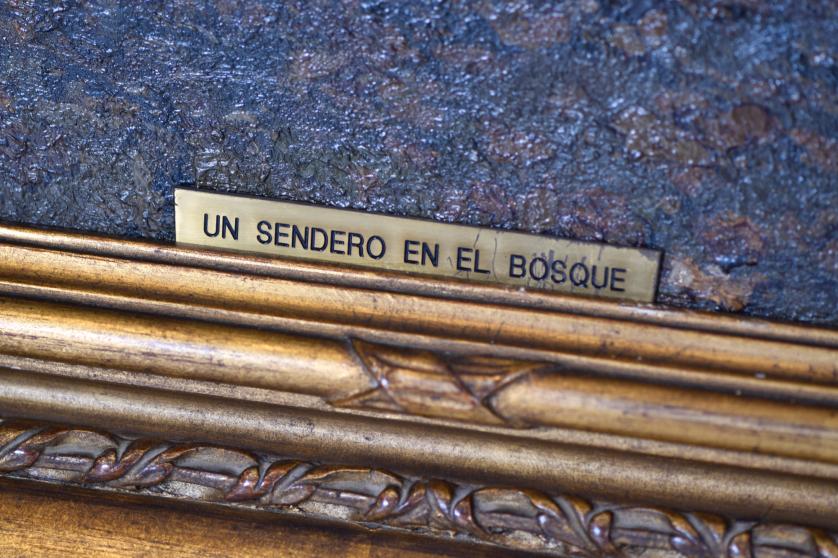 UN SENDERO EN EL BOSQUE